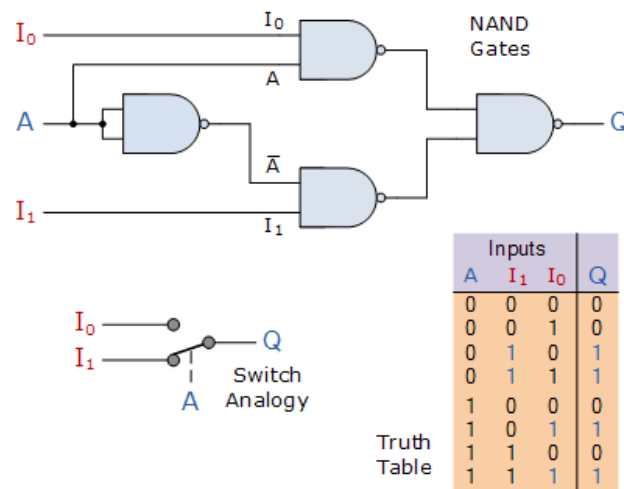 I₀
I₀
NAND
Gates
A
A
Q
Ā
I₁
I₁
Inputs
A I₁ I₀ Q
0 0 0 0
0 0 1 0
0 1 0 1
0 1 1 1
1 0 0 0
1 0 1 1
1 1 0 0
1 1 1 1
Truth
Table
I₀
I₁
Q
Switch
Analogy
A